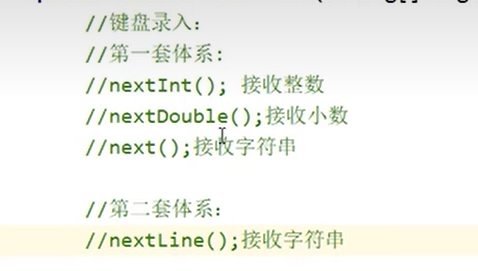 //键盘录入：
//第一套体系：
//nextInt(); 接收整数
//nextDouble();接收小数
//next();接收字符串
//第二套体系：
//nextLine();接收字符串